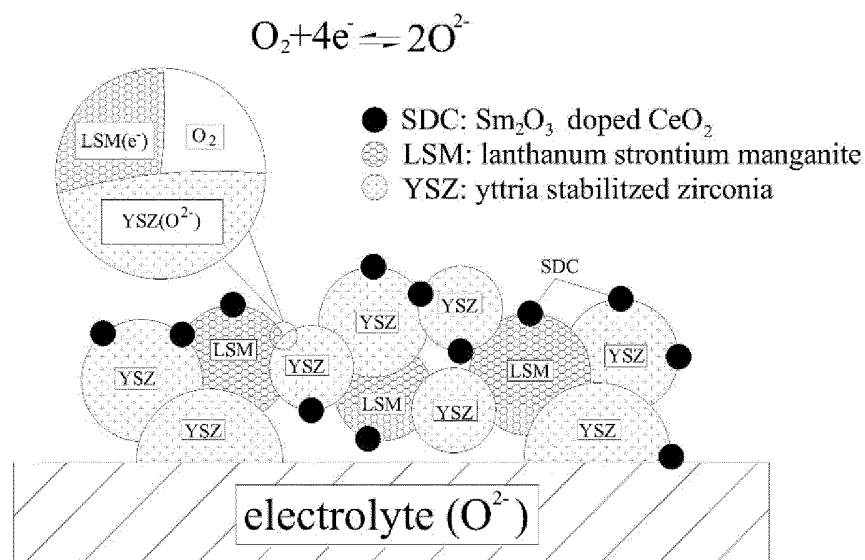 O₂+4e⁻⇌2O²⁻
LSM(e⁻)
O₂
YSZ(O²⁻)
SDC: Sm₂O₃ doped CeO₂
LSM: lanthanum strontium manganite
YSZ: yttria stabilitzed zirconia
SDC
YSZ
YSZ
LSM
YSZ
YSZ
LSM
YSZ
YSZ
LSM
YSZ
YSZ
YSZ
electrolyte (O²⁻)